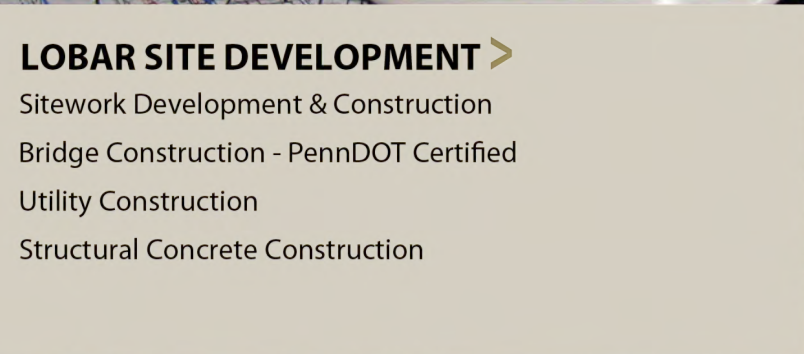 LOBAR SITE DEVELOPMENT >
Sitework Development & Construction
Bridge Construction - PennDOT Certified
Utility Construction
Structural Concrete Construction